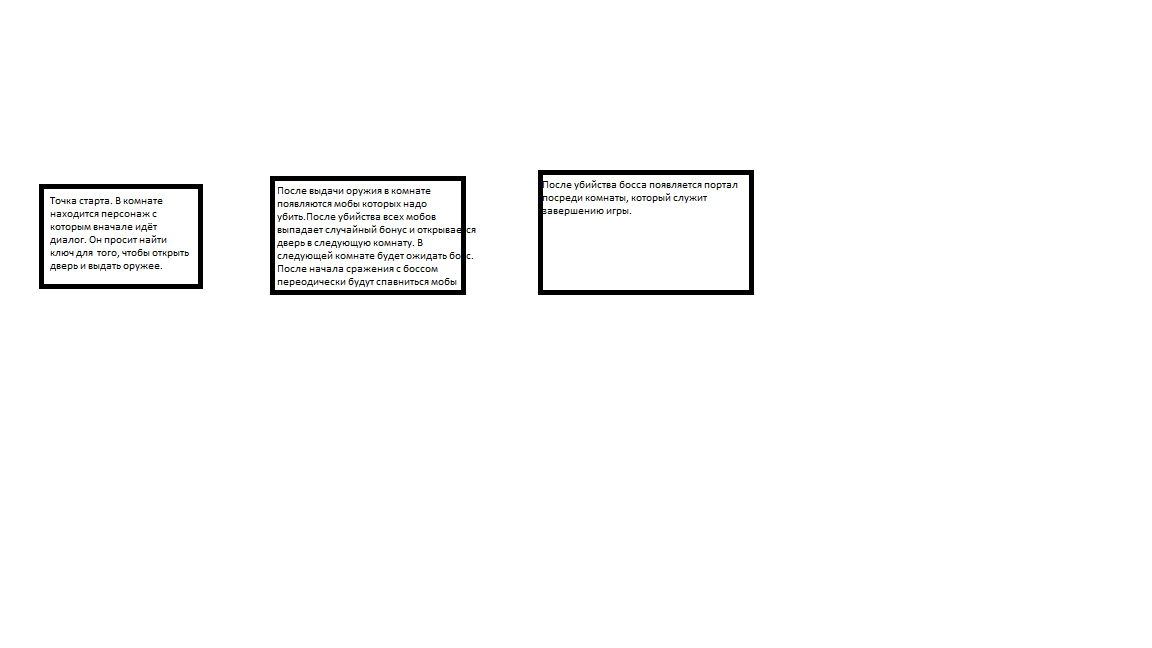 Точка старта. В комнате
находится персонаж с
которым вначале идёт
диалог. Он просит найти
ключ для того, чтобы открыть
дверь и выдать оружее.
После выдачи оружия в комнате
появляются мобы которых надо
убить.После убийства всех мобов
выпадает случайный бонус и открывается
дверь в следующую комнату. В
следующей комнате будет ожидать босс.
После начала сражения с боссом
переодически будут спавниться мобы
После убийства босса появляется портал
посреди комнаты, который служит
завершению игры.